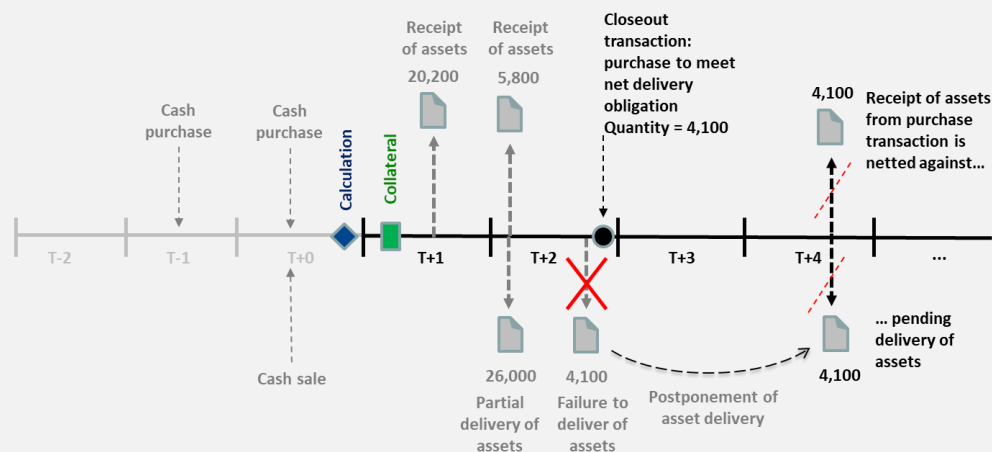 Receipt
of assets
20,200
Receipt
of assets
5,800
Closeout
transaction:
purchase to meet
net delivery
obligation
Quantity = 4,100
4,100
Receipt of assets
from purchase
transaction is
netted against...
Cash
purchase
Cash
purchase
Calculation
Collateral
T-2
T-1
T+0
T+1
T+2
T+3
T+4
...
Cash sale
26,000
Partial
delivery of
assets
4,100
Failure to
deliver of
assets
Postponement of
asset delivery
4,100
... pending
delivery of
assets